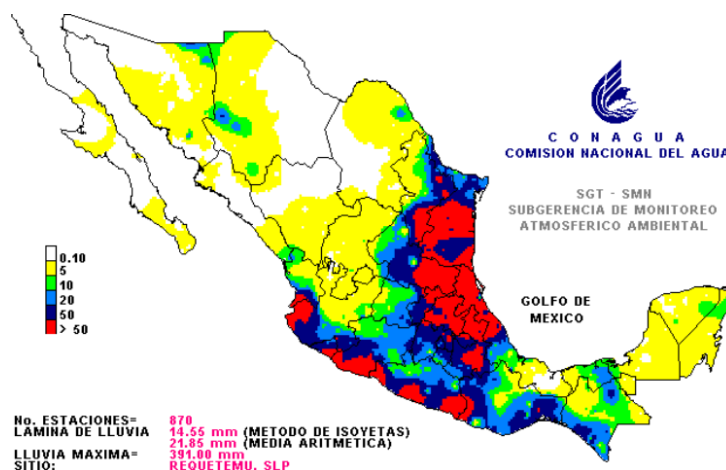 C O N A G U A
COMISION NACIONAL DEL AGUA
SGT - SMN
SUBGERENCIA DE MONITOREO
ATMOSFERICO AMBIENTAL
0.10
5
10
20
50
> 50
GOLFO DE
MEXICO
No. ESTACIONES= 870
LAMINA DE LLUVIA 14.55 mm (METODO DE ISOYETAS)
21.85 mm (MEDIA ARITMETICA)
LLUVIA MAXIMA= 391.00 mm
SITIO: REQUETEMU, SLP